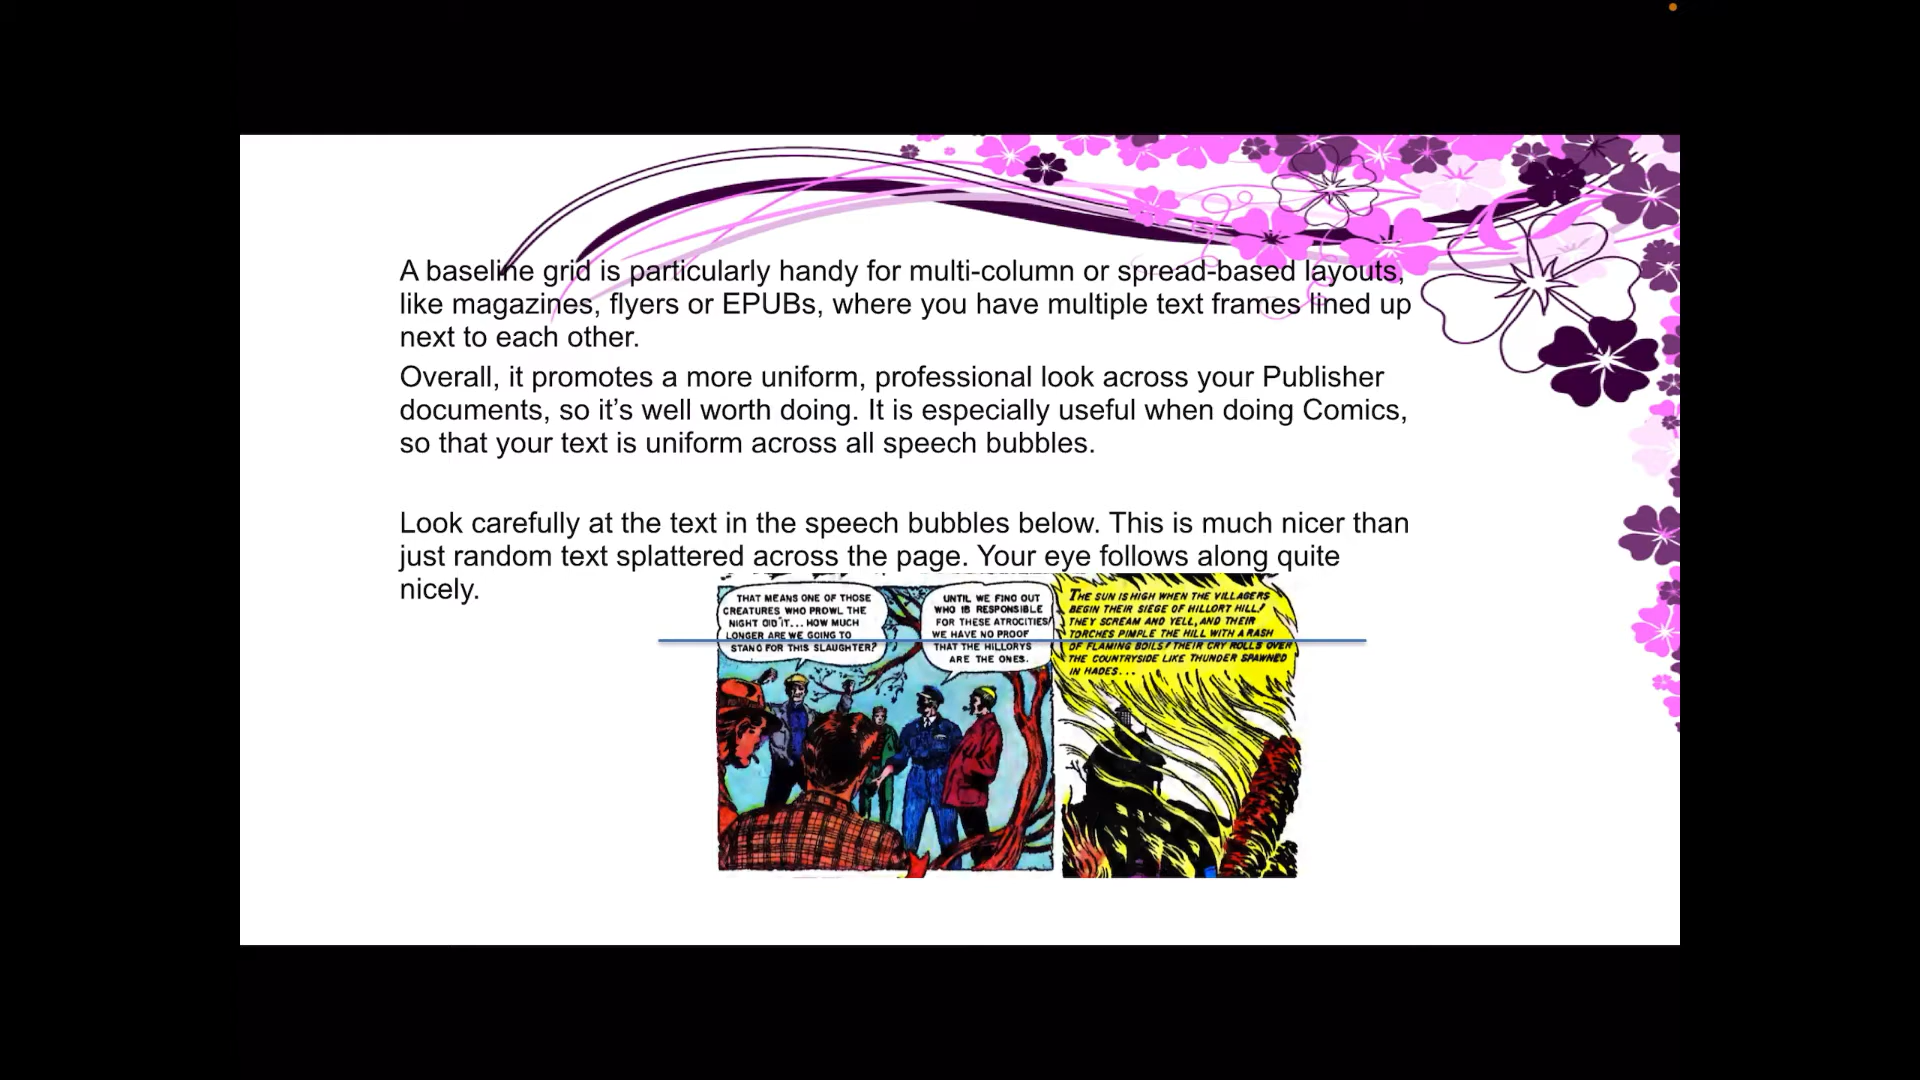 A baseline grid is particularly handy for multi-column or spread-based layouts,
like magazines, flyers or EPUBs, where you have multiple text frames lined up
next to each other.
Overall, it promotes a more uniform, professional look across your Publisher
documents, so it’s well worth doing. It is especially useful when doing Comics,
so that your text is uniform across all speech bubbles.
Look carefully at the text in the speech bubbles below. This is much nicer than
just random text splattered across the page. Your eye follows along quite
nicely.
THAT MEANS ONE OF THOSE
CREATURES WHO PROWL THE
NIGHT DID IT... HOW MUCH
LONGER ARE WE GOING TO
STAND FOR THIS SLAUGHTER?
UNTIL WE FIND OUT
WHO IS RESPONSIBLE
FOR THESE ATROCITIES/
WE HAVE NO PROOF
THAT THE HILLORYS
ARE THE ONES.
THE SUN IS HIGH WHEN THE VILLAGERS
BEGIN THEIR SIEGE OF HILLORT HILL!
THEY SCREAM AND YELL, AND THEIR
TORCHES PIMPLE THE HILL WITH A RASH
OF FLAMING BOILS! THEIR CRY ROLLS OVER
THE COUNTRYSIDE LIKE THUNDER SPAWNED
IN HADES...